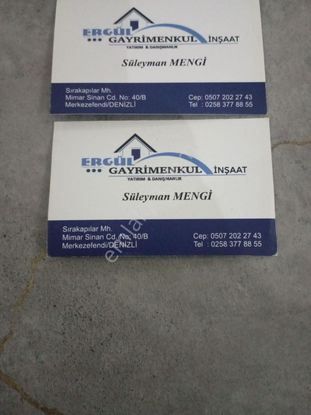 ERGÜL
GAYRİMENKUL İNŞAAT
YATIRIM & DANIŞMANLIK
Süleyman MENGİ
Sırakapılar Mh.
Mimar Sinan Cd. No: 40/B
Merkezefendi/DENİZLİ
Cep: 0507 202 27 43
Tel : 0258 377 88 55
ERGÜL
GAYRİMENKUL İNŞAAT
YATIRIM & DANIŞMANLIK
Süleyman MENGİ
Sırakapılar Mh.
Mimar Sinan Cd. No: 40/B
Merkezefendi/DENİZLİ
Cep: 0507 202 27 43
Tel : 0258 377 88 55